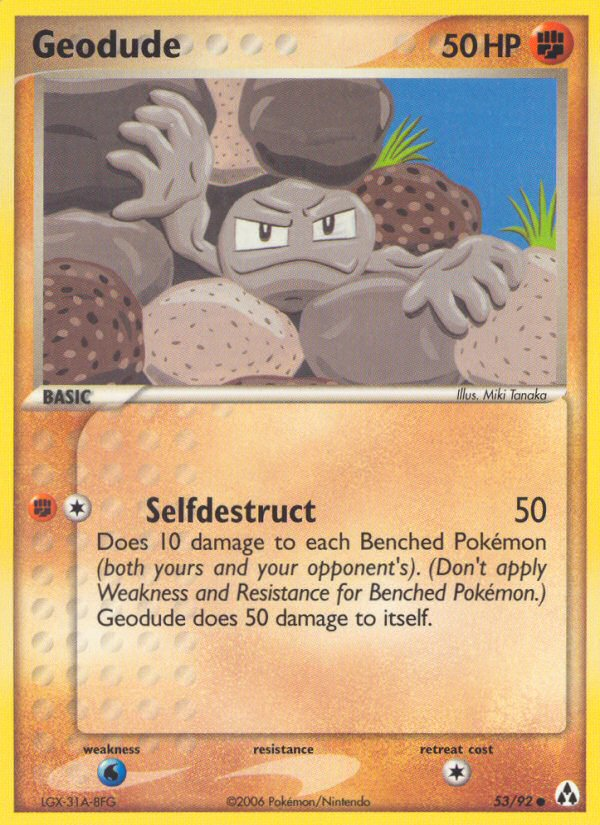 Geodude 50 HP
BASIC
Illus. Miki Tanaka
Selfdestruct 50
Does 10 damage to each Benched Pokémon
(both yours and your opponent's). (Don't apply
Weakness and Resistance for Benched Pokémon.)
Geodude does 50 damage to itself.
weakness resistance retreat cost
LGX-31A-8FG ©2006 Pokémon/Nintendo 53/92